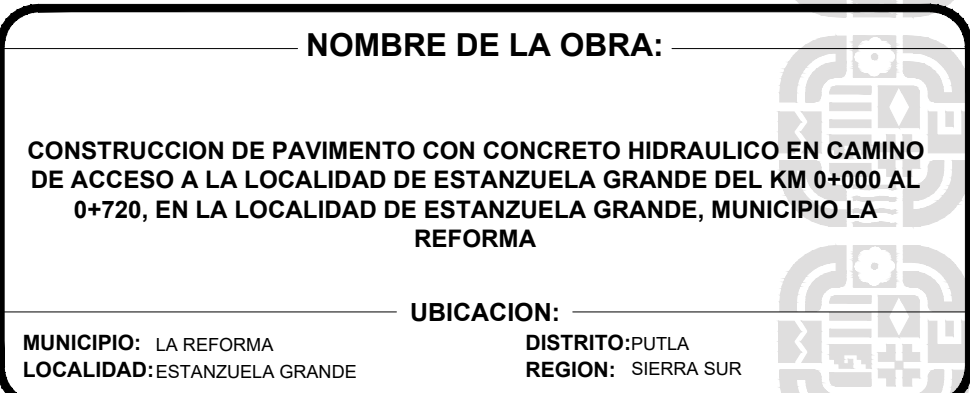 NOMBRE DE LA OBRA:
CONSTRUCCION DE PAVIMENTO CON CONCRETO HIDRAULICO EN CAMINO
DE ACCESO A LA LOCALIDAD DE ESTANZUELA GRANDE DEL KM 0+000 AL
0+720, EN LA LOCALIDAD DE ESTANZUELA GRANDE, MUNICIPIO LA
REFORMA
UBICACION:
MUNICIPIO: LA REFORMA DISTRITO:PUTLA
LOCALIDAD:ESTANZUELA GRANDE REGION: SIERRA SUR